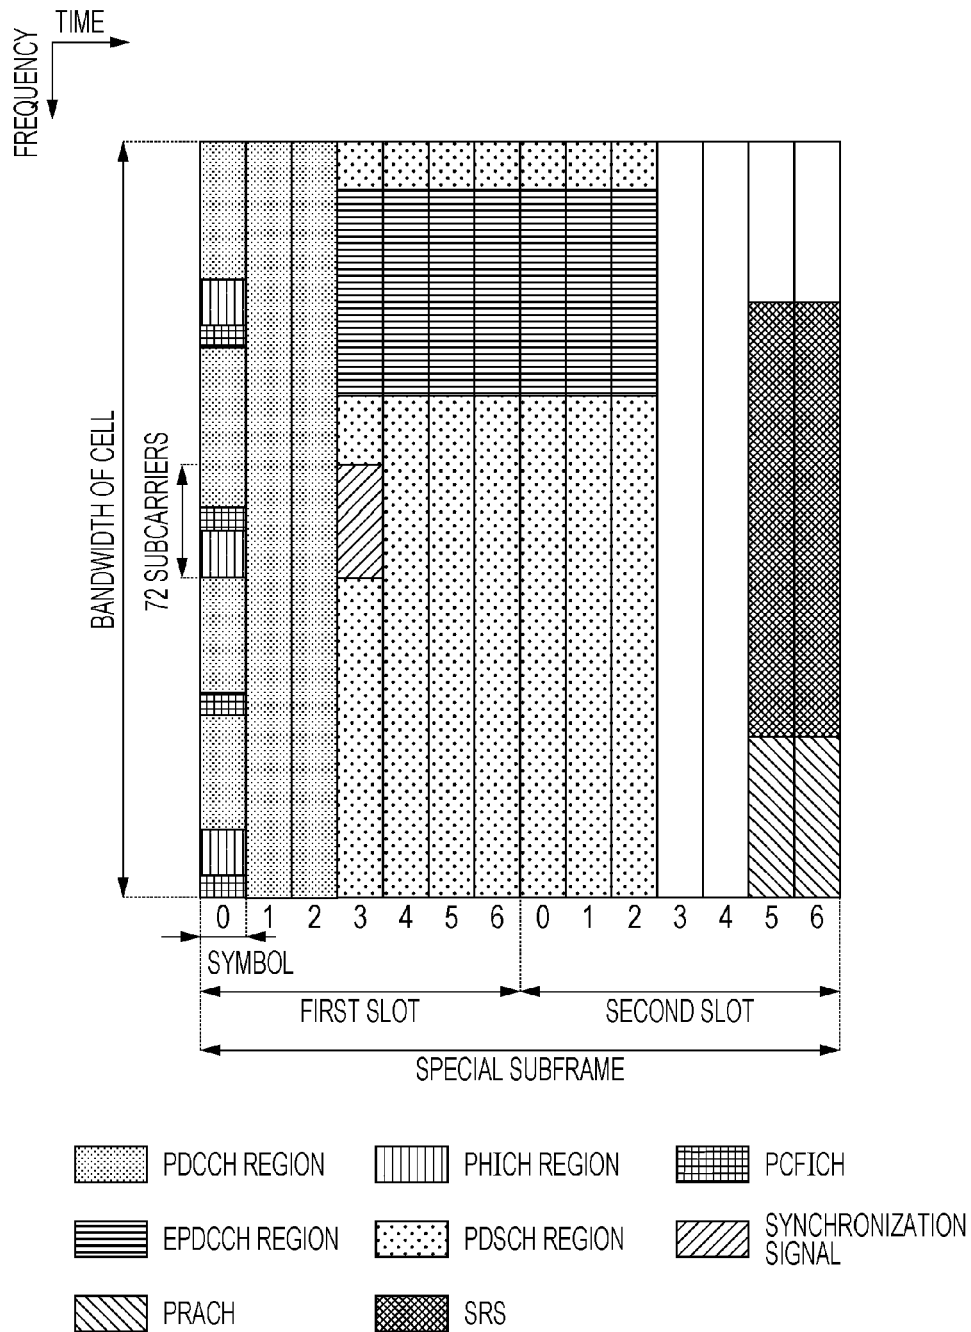 TIME
FREQUENCY
BANDWIDTH OF CELL
72 SUBCARRIERS
0 1 2 3 4 5 6 0 1 2 3 4 5 6
SYMBOL
FIRST SLOT SECOND SLOT
SPECIAL SUBFRAME
PDCCH REGION PHICH REGION PCFICH
EPDCCH REGION PDSCH REGION SYNCHRONIZATION
SIGNAL
PRACH SRS